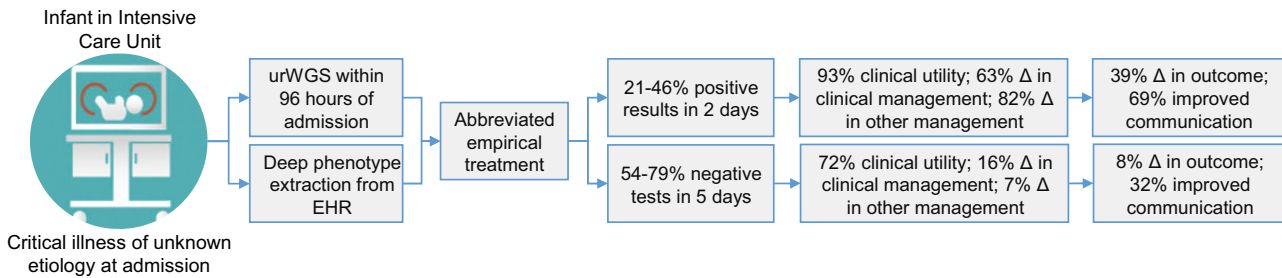 Infant in Intensive
Care Unit
Critical illness of unknown
etiology at admission
urWGS within
96 hours of
admission
Deep phenotype
extraction from
EHR
Abbreviated
empirical
treatment
21-46% positive
results in 2 days
54-79% negative
tests in 5 days
93% clinical utility; 63% Δ in
clinical management; 82% Δ
in other management
72% clinical utility; 16% Δ in
clinical management; 7% Δ
in other management
39% Δ in outcome;
69% improved
communication
8% Δ in outcome;
32% improved
communication